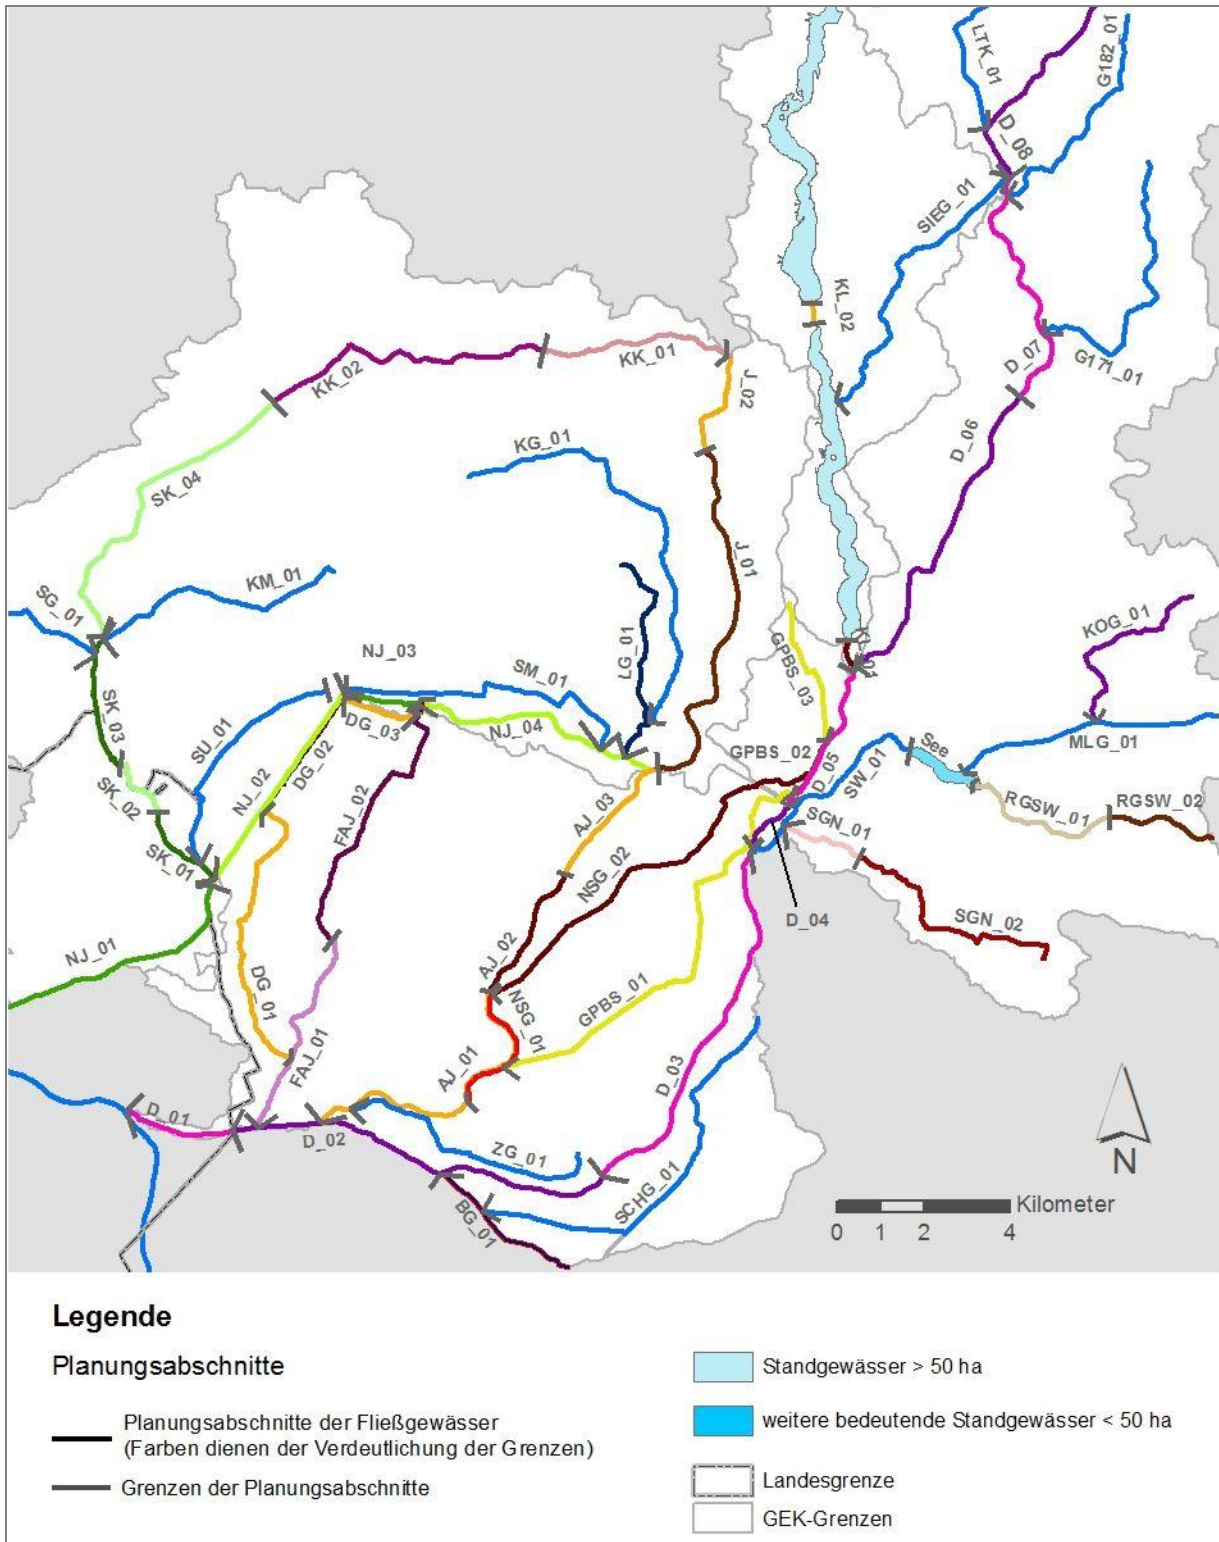 LTK_01
G182_01
D_08
SIEG_01
KL_02
D_07
G171_01
KK_02
KK_01
J_02
D_06
KG_01
SK_04
J_01
SG_01
KM_01
KOG_01
LG_01
KL_01
GPBS_03
NJ_03
SM_01
SK_03
SU_01
DG_03
NJ_04
GPBS_02
See
MLG_01
D_05
SW_01
DG_02
NJ_02
SK_02
FAJ_02
AJ_03
RGSW_01
RGSW_02
SGN_01
SK_01
NSG_02
D_04
SGN_02
NJ_01
AJ_02
DG_01
NSG_01
GPBS_01
FAJ_01
AJ_01
D_03
D_01
D_02
ZG_01
SCHG_01
BG_01
N
Kilometer
0 1 2 4
Legende
Planungsabschnitte
Planungsabschnitte der Fließgewässer
(Farben dienen der Verdeutlichung der Grenzen)
Grenzen der Planungsabschnitte
Standgewässer > 50 ha
weitere bedeutende Standgewässer < 50 ha
Landesgrenze
GEK-Grenzen